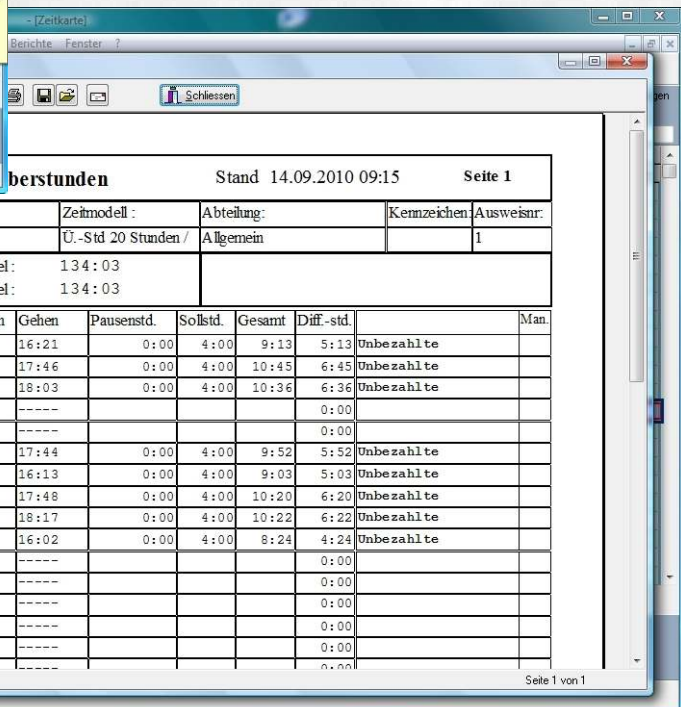 - [Zeitkarte]
Berichte Fenster ?
Schliessen
gen
berstunden Stand 14.09.2010 09:15 Seite 1
Zeitmodell : Abteilung: Kennzeichen: Ausweisnr:
Ü.-Std 20 Stunden / Allgemein 1
el: 134:03
el: 134:03
n Gehen Pausenstd. Sollstd. Gesamt Diff.-std. Man.
16:21 0:00 4:00 9:13 5:13 Unbezahlte
17:46 0:00 4:00 10:45 6:45 Unbezahlte
18:03 0:00 4:00 10:36 6:36 Unbezahlte
----- 0:00
----- 0:00
17:44 0:00 4:00 9:52 5:52 Unbezahlte
16:13 0:00 4:00 9:03 5:03 Unbezahlte
17:48 0:00 4:00 10:20 6:20 Unbezahlte
18:17 0:00 4:00 10:22 6:22 Unbezahlte
16:02 0:00 4:00 8:24 4:24 Unbezahlte
----- 0:00
----- 0:00
----- 0:00
----- 0:00
----- 0:00
----- 0:00
Seite 1 von 1